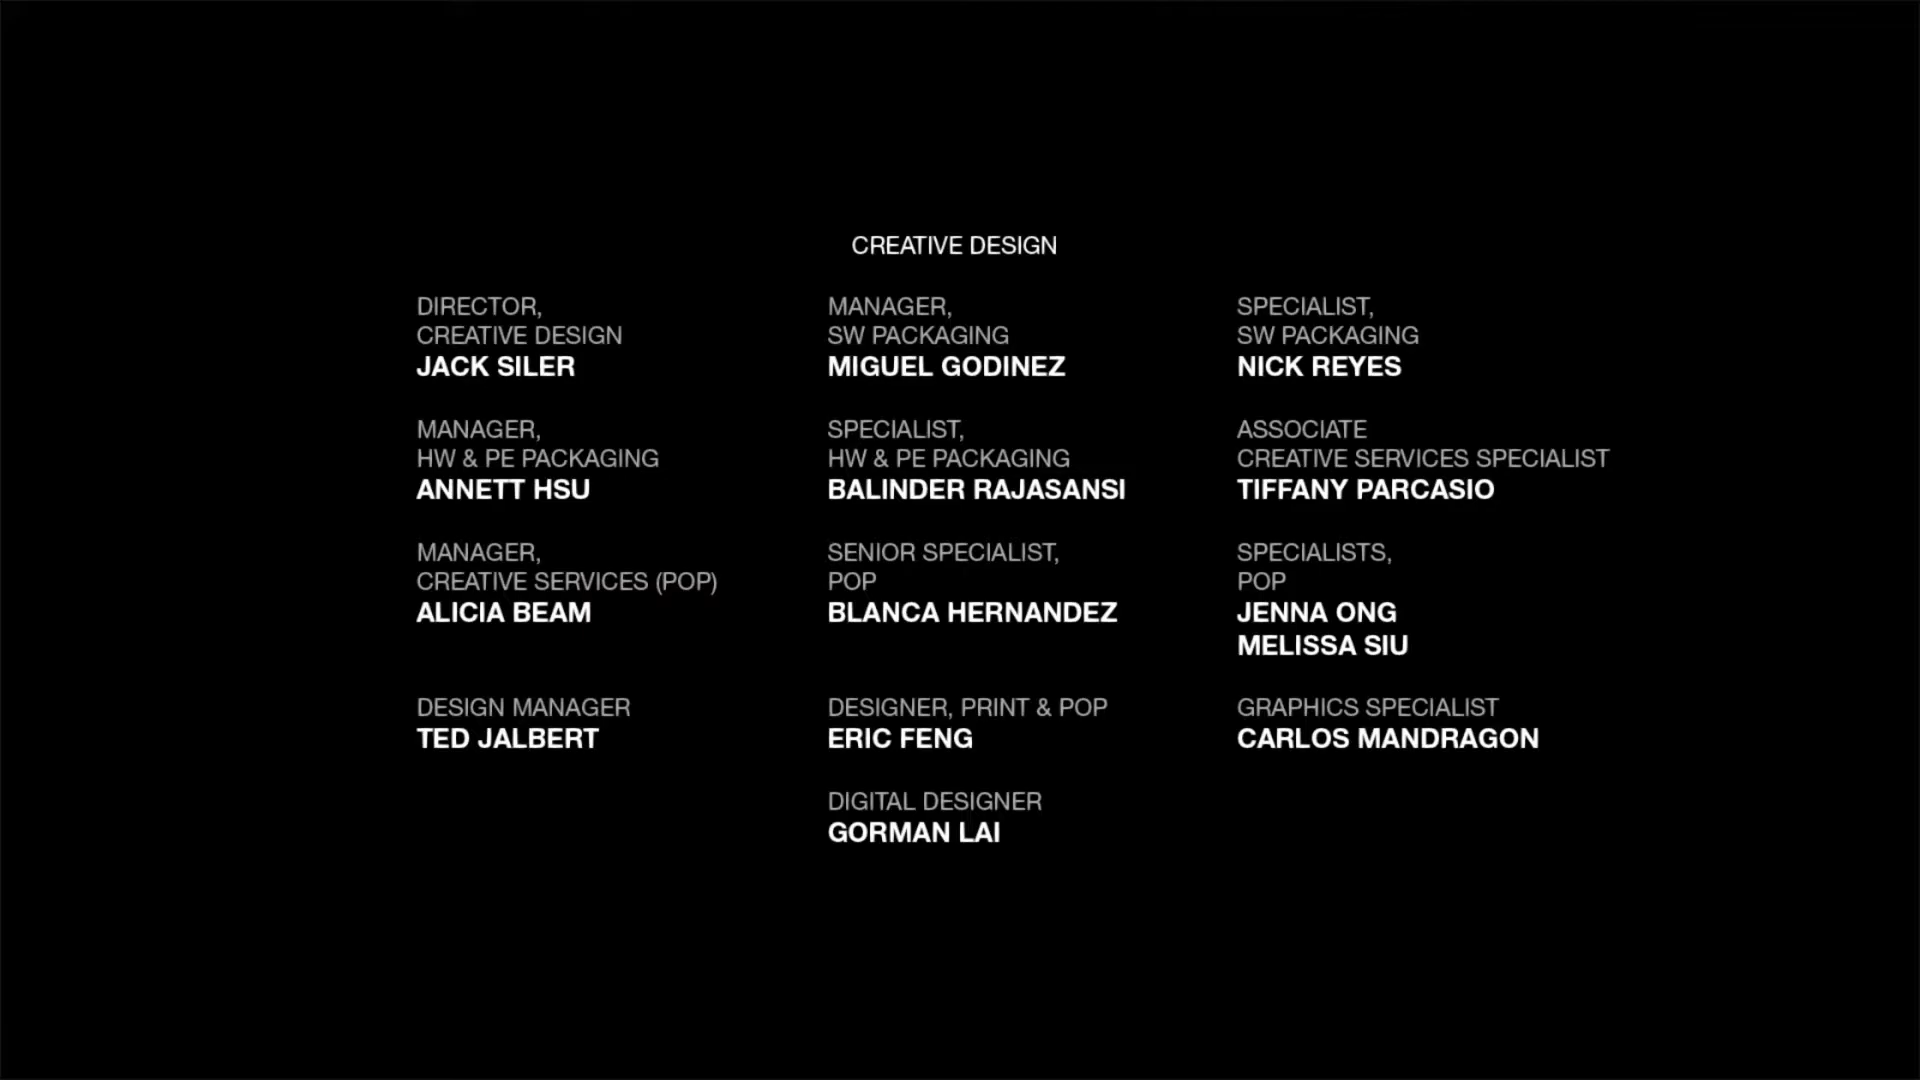 CREATIVE DESIGN
DIRECTOR,
CREATIVE DESIGN
JACK SILER
MANAGER,
SW PACKAGING
MIGUEL GODINEZ
SPECIALIST,
SW PACKAGING
NICK REYES
MANAGER,
HW & PE PACKAGING
ANNETT HSU
SPECIALIST,
HW & PE PACKAGING
BALINDER RAJASANSI
ASSOCIATE
CREATIVE SERVICES SPECIALIST
TIFFANY PARCASIO
MANAGER,
CREATIVE SERVICES (POP)
ALICIA BEAM
SENIOR SPECIALIST,
POP
BLANCA HERNANDEZ
SPECIALISTS,
POP
JENNA ONG
MELISSA SIU
DESIGN MANAGER
TED JALBERT
DESIGNER, PRINT & POP
ERIC FENG
GRAPHICS SPECIALIST
CARLOS MANDRAGON
DIGITAL DESIGNER
GORMAN LAI